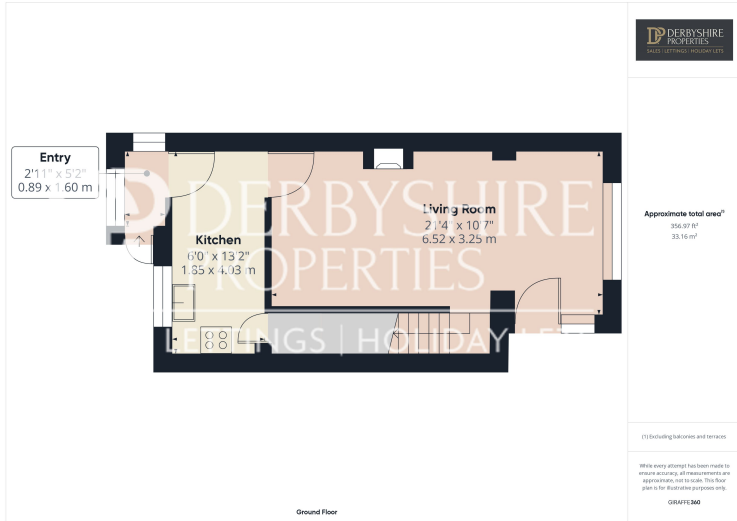 DERBYSHIRE
PROPERTIES
SALES | LETTINGS | HOLIDAY LETS
Entry
2'11" x 5'2"
0.89 x 1.60 m
Kitchen
6'0" x 13'2"
1.85 x 4.03 m
Living Room
21'4" x 10'7"
6.52 x 3.25 m
DERBYSHIRE
PROPERTIES
LETTINGS | HOLIDAY LETS
Approximate total area⁽¹⁾
356.97 ft²
33.16 m²
(1) Excluding balconies and terraces
While every attempt has been made to
ensure accuracy, all measurements are
approximate, not to scale. This floor
plan is for illustrative purposes only.
GIRAFFE360
Ground Floor